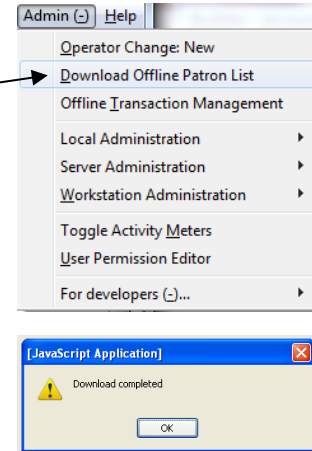 Admin (-) Help
Operator Change: New
Download Offline Patron List
Offline Transaction Management
Local Administration
Server Administration
Workstation Administration
Toggle Activity Meters
User Permission Editor
For developers (-)...
[JavaScript Application]
Download completed
OK